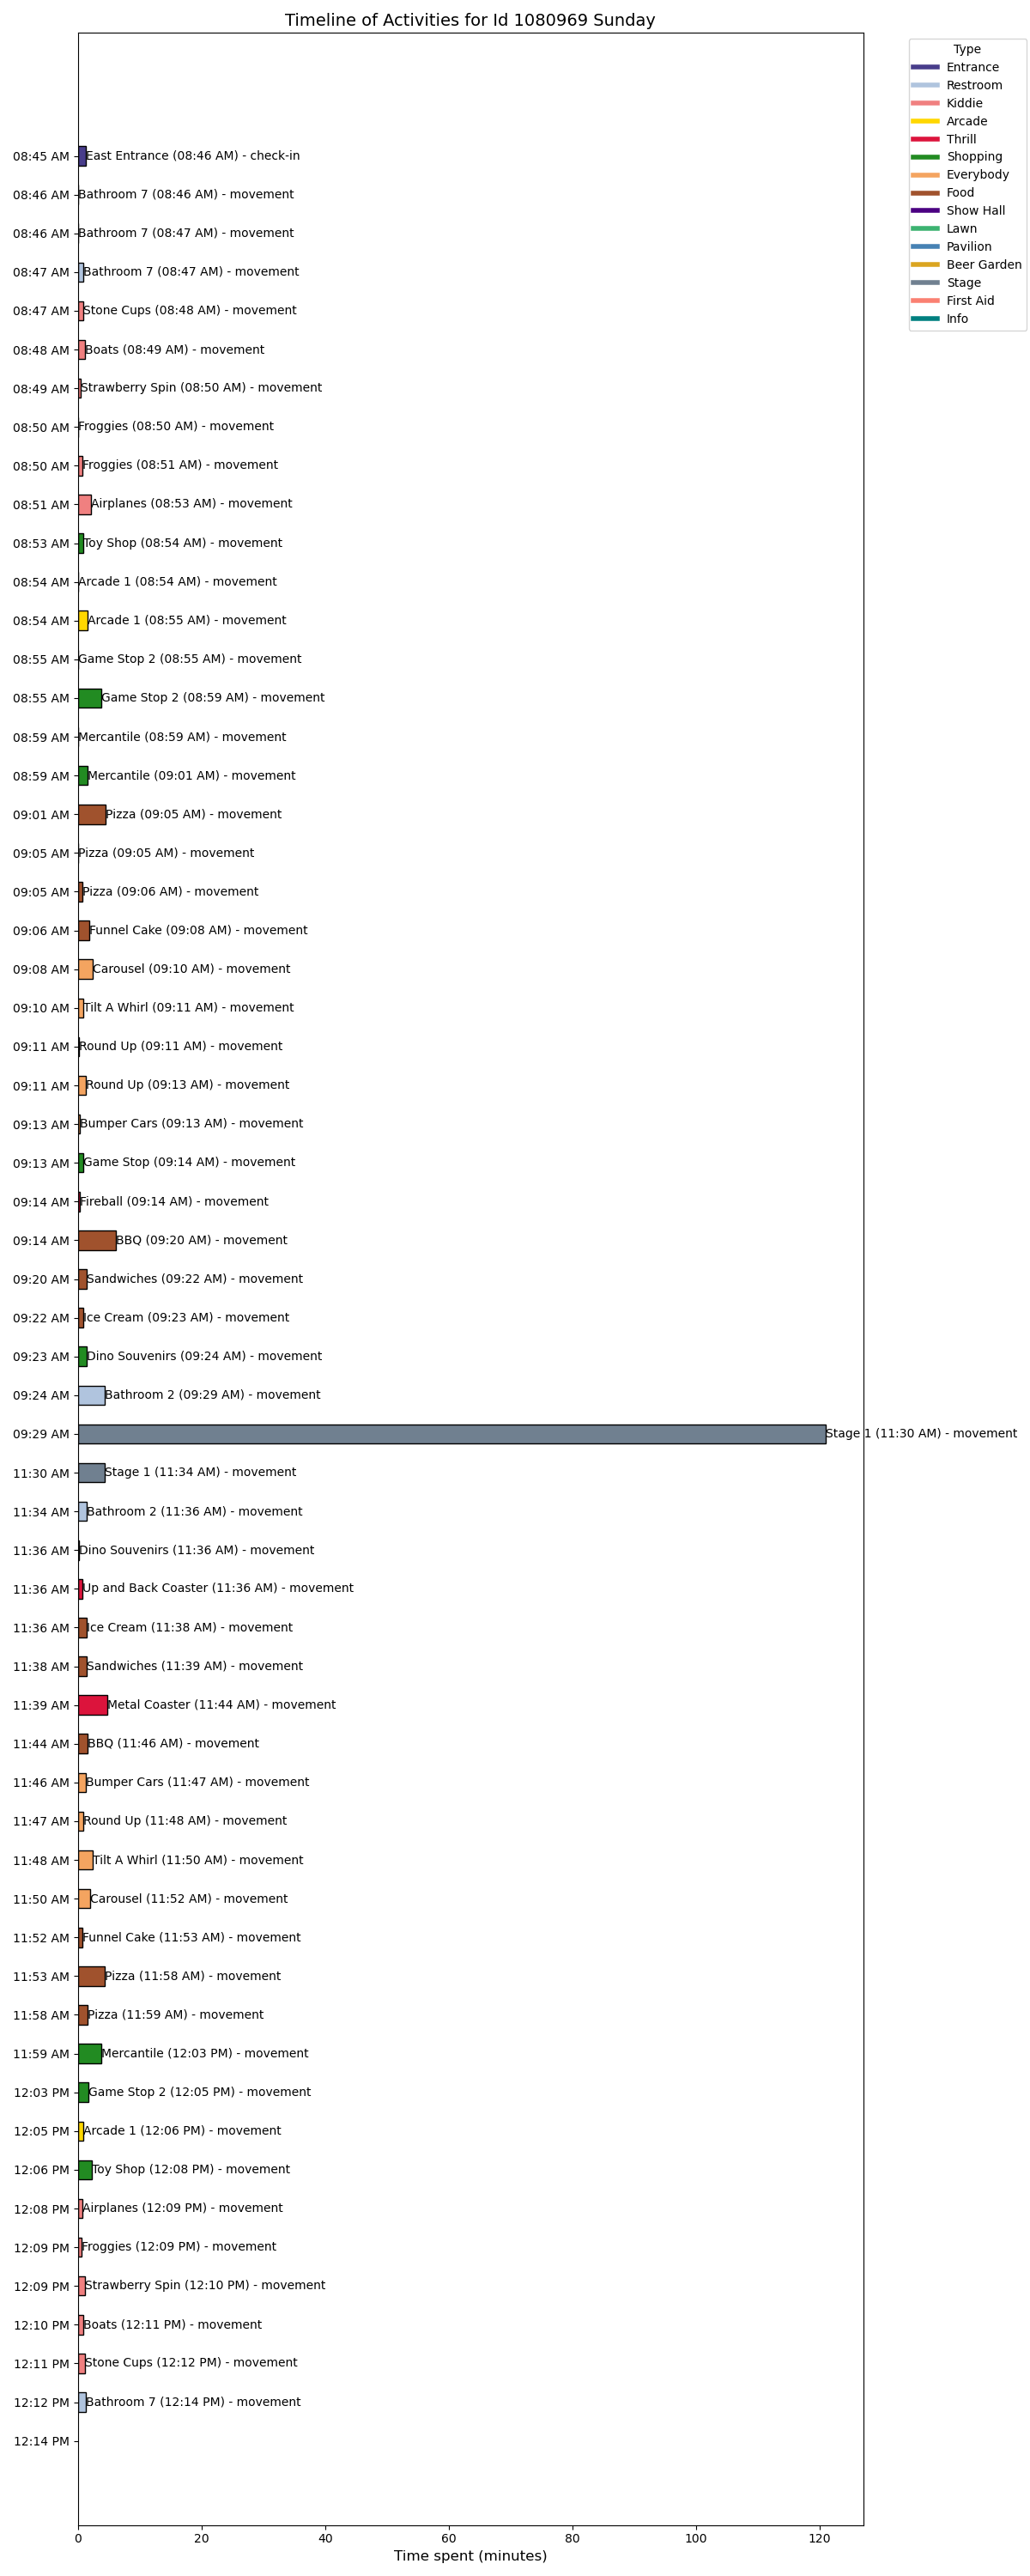 Timeline of Activities for Id 1080969 Sunday
Type
Entrance
Restroom
Kiddie
Arcade
Thrill
Shopping
Everybody
Food
Show Hall
Lawn
Pavilion
Beer Garden
Stage
First Aid
Info
08:45 AM East Entrance (08:46 AM) - check-in
08:46 AM Bathroom 7 (08:46 AM) - movement
08:46 AM Bathroom 7 (08:47 AM) - movement
08:47 AM Bathroom 7 (08:47 AM) - movement
08:47 AM Stone Cups (08:48 AM) - movement
08:48 AM Boats (08:49 AM) - movement
08:49 AM Strawberry Spin (08:50 AM) - movement
08:50 AM Froggies (08:50 AM) - movement
08:50 AM Froggies (08:51 AM) - movement
08:51 AM Airplanes (08:53 AM) - movement
08:53 AM Toy Shop (08:54 AM) - movement
08:54 AM Arcade 1 (08:54 AM) - movement
08:54 AM Arcade 1 (08:55 AM) - movement
08:55 AM Game Stop 2 (08:55 AM) - movement
08:55 AM Game Stop 2 (08:59 AM) - movement
08:59 AM Mercantile (08:59 AM) - movement
08:59 AM Mercantile (09:01 AM) - movement
09:01 AM Pizza (09:05 AM) - movement
09:05 AM Pizza (09:05 AM) - movement
09:05 AM Pizza (09:06 AM) - movement
09:06 AM Funnel Cake (09:08 AM) - movement
09:08 AM Carousel (09:10 AM) - movement
09:10 AM Tilt A Whirl (09:11 AM) - movement
09:11 AM Round Up (09:11 AM) - movement
09:11 AM Round Up (09:13 AM) - movement
09:13 AM Bumper Cars (09:13 AM) - movement
09:13 AM Game Stop (09:14 AM) - movement
09:14 AM Fireball (09:14 AM) - movement
09:14 AM BBQ (09:20 AM) - movement
09:20 AM Sandwiches (09:22 AM) - movement
09:22 AM Ice Cream (09:23 AM) - movement
09:23 AM Dino Souvenirs (09:24 AM) - movement
09:24 AM Bathroom 2 (09:29 AM) - movement
09:29 AM Stage 1 (11:30 AM) - movement
11:30 AM Stage 1 (11:34 AM) - movement
11:34 AM Bathroom 2 (11:36 AM) - movement
11:36 AM Dino Souvenirs (11:36 AM) - movement
11:36 AM Up and Back Coaster (11:36 AM) - movement
11:36 AM Ice Cream (11:38 AM) - movement
11:38 AM Sandwiches (11:39 AM) - movement
11:39 AM Metal Coaster (11:44 AM) - movement
11:44 AM BBQ (11:46 AM) - movement
11:46 AM Bumper Cars (11:47 AM) - movement
11:47 AM Round Up (11:48 AM) - movement
11:48 AM Tilt A Whirl (11:50 AM) - movement
11:50 AM Carousel (11:52 AM) - movement
11:52 AM Funnel Cake (11:53 AM) - movement
11:53 AM Pizza (11:58 AM) - movement
11:58 AM Pizza (11:59 AM) - movement
11:59 AM Mercantile (12:03 PM) - movement
12:03 PM Game Stop 2 (12:05 PM) - movement
12:05 PM Arcade 1 (12:06 PM) - movement
12:06 PM Toy Shop (12:08 PM) - movement
12:08 PM Airplanes (12:09 PM) - movement
12:09 PM Froggies (12:09 PM) - movement
12:09 PM Strawberry Spin (12:10 PM) - movement
12:10 PM Boats (12:11 PM) - movement
12:11 PM Stone Cups (12:12 PM) - movement
12:12 PM Bathroom 7 (12:14 PM) - movement
12:14 PM
0 20 40 60 80 100 120
Time spent (minutes)